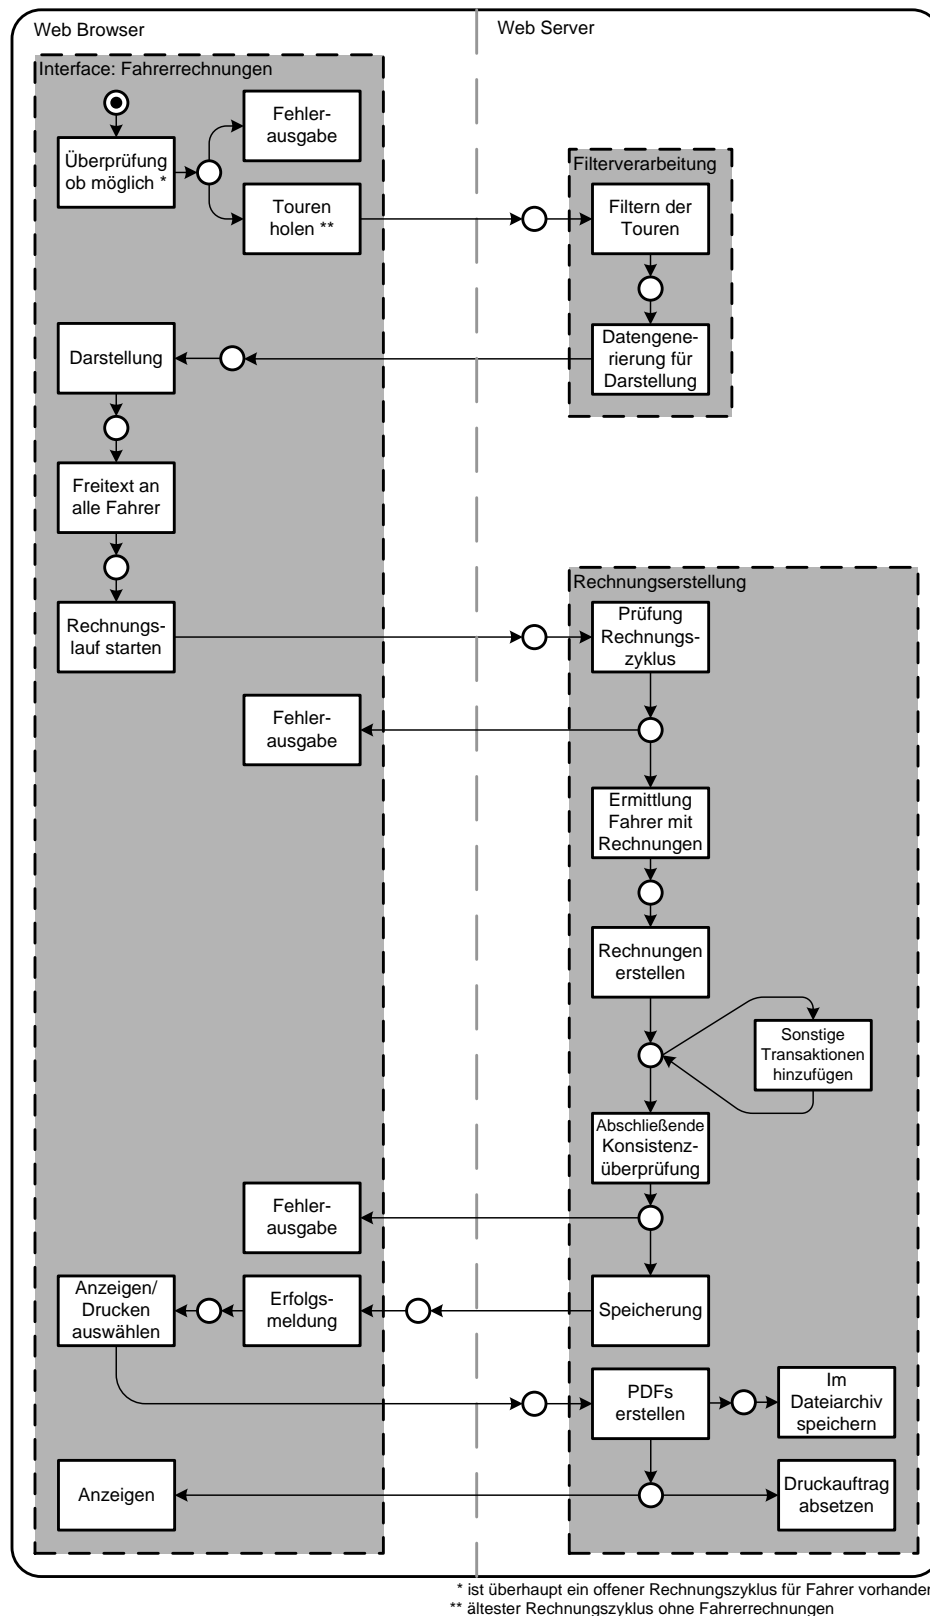 Web Browser
Web Server
Interface: Fahrerrechnungen
Überprüfung
ob möglich *
Fehler-
ausgabe
Touren
holen **
Filterverarbeitung
Filtern der
Touren
Datengene-
rierung für
Darstellung
Darstellung
Freitext an
alle Fahrer
Rechnungs-
lauf starten
Rechnungserstellung
Prüfung
Rechnungs-
zyklus
Fehler-
ausgabe
Ermittlung
Fahrer mit
Rechnungen
Rechnungen
erstellen
Sonstige
Transaktionen
hinzufügen
Abschließende
Konsistenz-
überprüfung
Fehler-
ausgabe
Speicherung
Erfolgs-
meldung
Anzeigen/
Drucken
auswählen
PDFs
erstellen
Im
Dateiarchiv
speichern
Anzeigen
Druckauftrag
absetzen
* ist überhaupt ein offener Rechnungszyklus für Fahrer vorhanden
** ältester Rechnungszyklus ohne Fahrerrechnungen